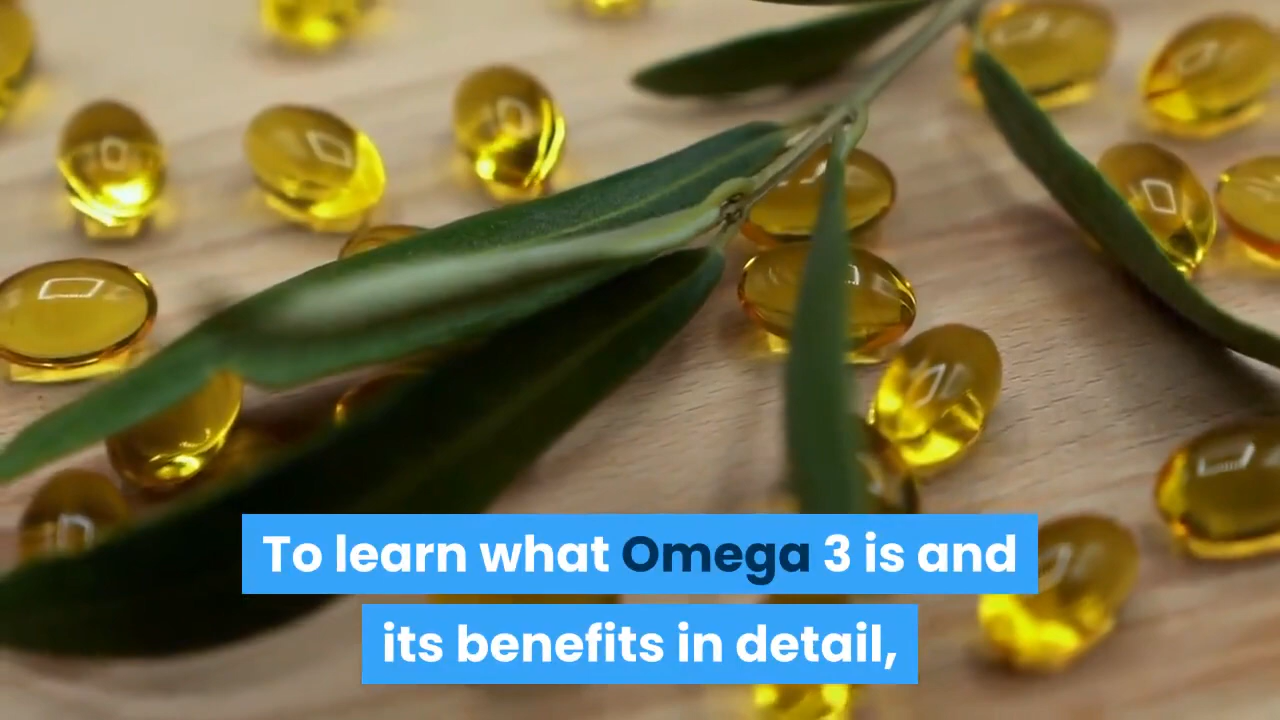 To learn what Omega 3 is and
its benefits in detail,